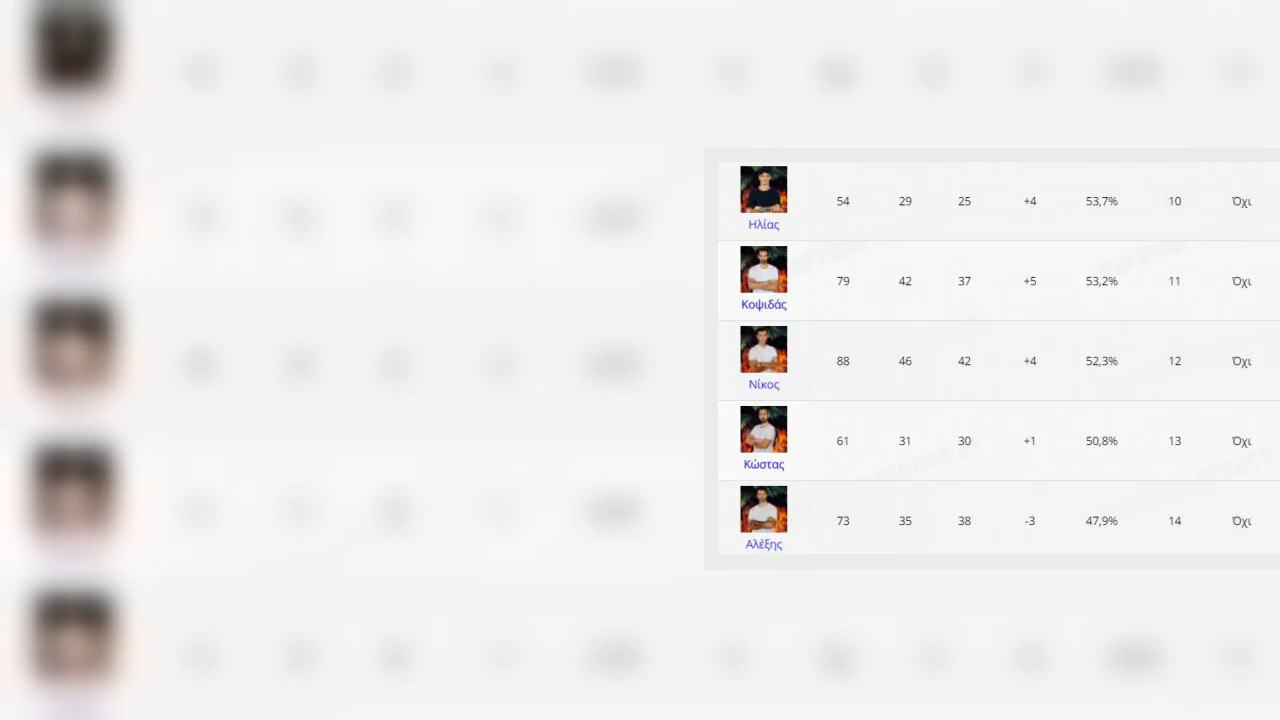 54 29 25 +4 53,7% 10 Όχι
Ηλίας
79 42 37 +5 53,2% 11 Όχι
Κοψιδάς
88 46 42 +4 52,3% 12 Όχι
Νίκος
61 31 30 +1 50,8% 13 Όχι
Κώστας
73 35 38 -3 47,9% 14 Όχι
Αλέξης